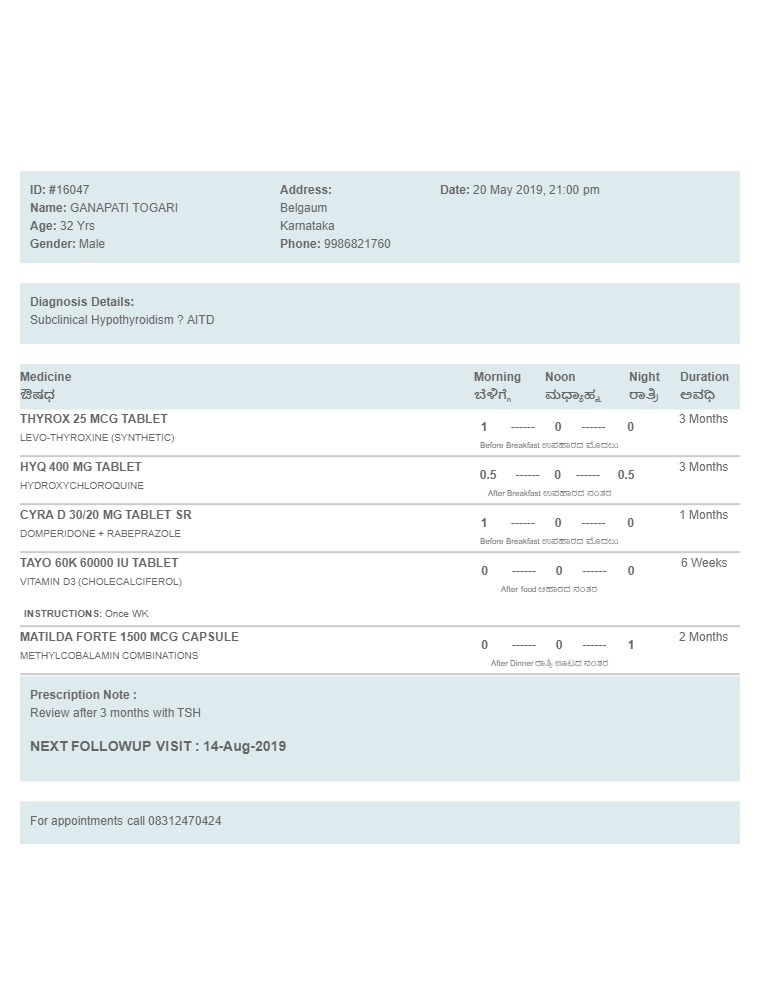 ID: #16047
Name: GANAPATI TOGARI
Age: 32 Yrs
Gender: Male
Address:
Belgaum
Karnataka
Phone: 9986821760
Date: 20 May 2019, 21:00 pm
Diagnosis Details:
Subclinical Hypothyroidism ? AITD
Medicine Morning Noon Night Duration
ಔಷಧ ಬೆಳಿಗ್ಗೆ ಮಧ್ಯಾಹ್ನ ರಾತ್ರಿ ಅವಧಿ
THYROX 25 MCG TABLET 1 ------ 0 ------ 0 3 Months
LEVO-THYROXINE (SYNTHETIC) Before Breakfast ಉಪಹಾರದ ಮೊದಲು
HYQ 400 MG TABLET 0.5 ------ 0 ------ 0.5 3 Months
HYDROXYCHLOROQUINE After Breakfast ಉಪಹಾರದ ನಂತರ
CYRA D 30/20 MG TABLET SR 1 ------ 0 ------ 0 1 Months
DOMPERIDONE + RABEPRAZOLE Before Breakfast ಉಪಹಾರದ ಮೊದಲು
TAYO 60K 60000 IU TABLET 0 ------ 0 ------ 0 6 Weeks
VITAMIN D3 (CHOLECALCIFEROL) After food ಆಹಾರದ ನಂತರ
INSTRUCTIONS: Once WK
MATILDA FORTE 1500 MCG CAPSULE 0 ------ 0 ------ 1 2 Months
METHYLCOBALAMIN COMBINATIONS After Dinner ರಾತ್ರಿ ಊಟದ ನಂತರ
Prescription Note :
Review after 3 months with TSH
NEXT FOLLOWUP VISIT : 14-Aug-2019
For appointments call 08312470424